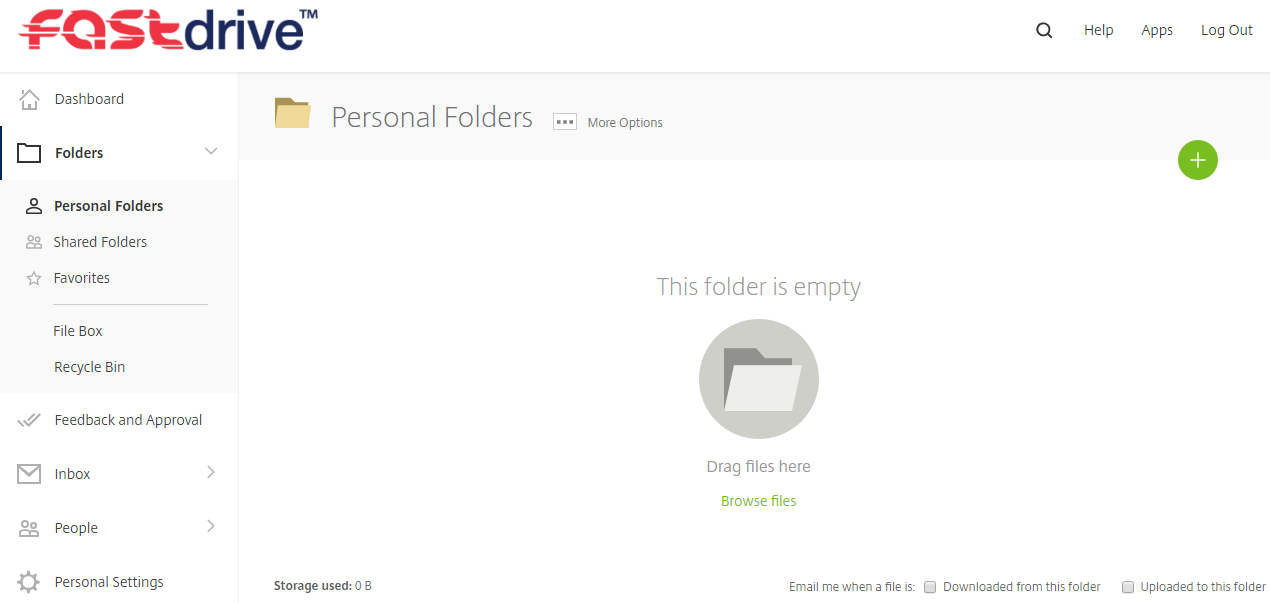 Fastdrive™
Help Apps Log Out
Dashboard
Folders
Personal Folders
Shared Folders
Favorites
File Box
Recycle Bin
Feedback and Approval
Inbox
People
Personal Settings
Personal Folders
More Options
This folder is empty
Drag files here
Browse files
Storage used: 0 B
Email me when a file is: Downloaded from this folder Uploaded to this folder